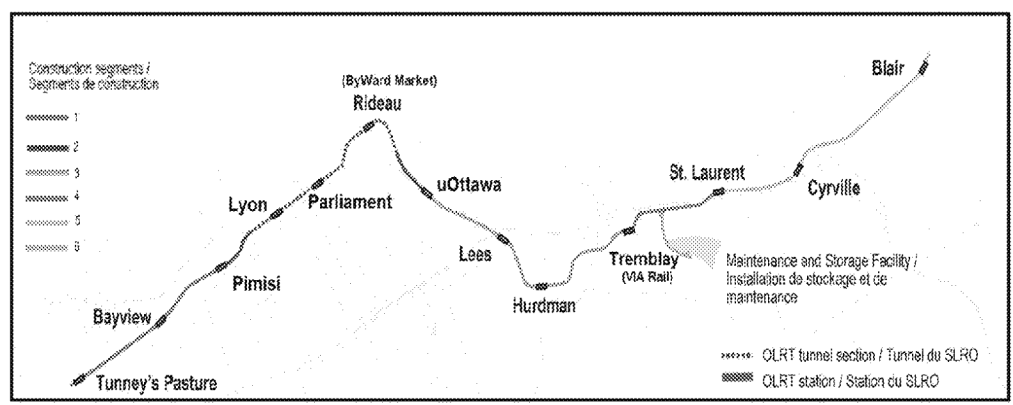 Construction segments /
Segments de construction
1
2
3
4
5
6
(ByWard Market)
Rideau
Blair
St. Laurent
Cyrville
uOttawa
Parliament
Lyon
Lees
Tremblay
(VIA Rail)
Maintenance and Storage Facility /
Installation de stockage et de
maintenance
Pimisi
Hurdman
Bayview
Tunney's Pasture
OLRT tunnel section / Tunnel du SLRO
OLRT station / Station du SLRO